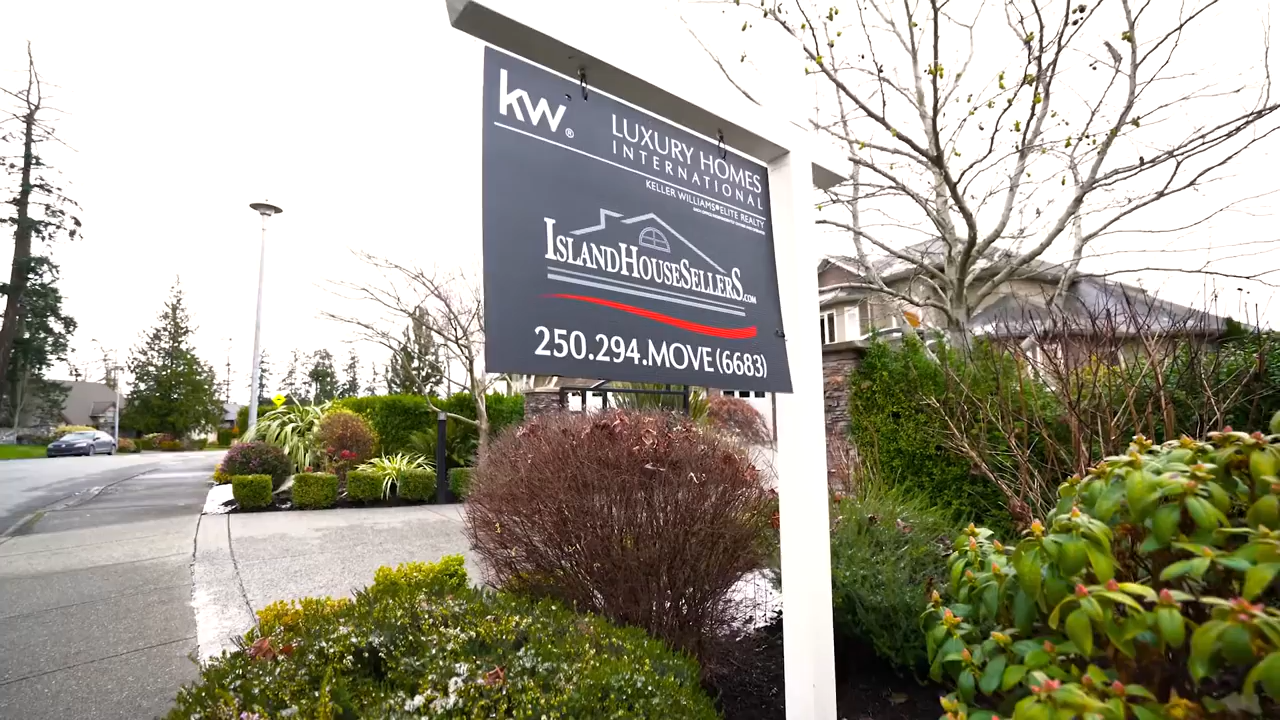 kw®
LUXURY HOMES
INTERNATIONAL
KELLER WILLIAMS® ELITE REALTY
ISLANDHOUSESELLERS.COM
250.294.MOVE (6683)